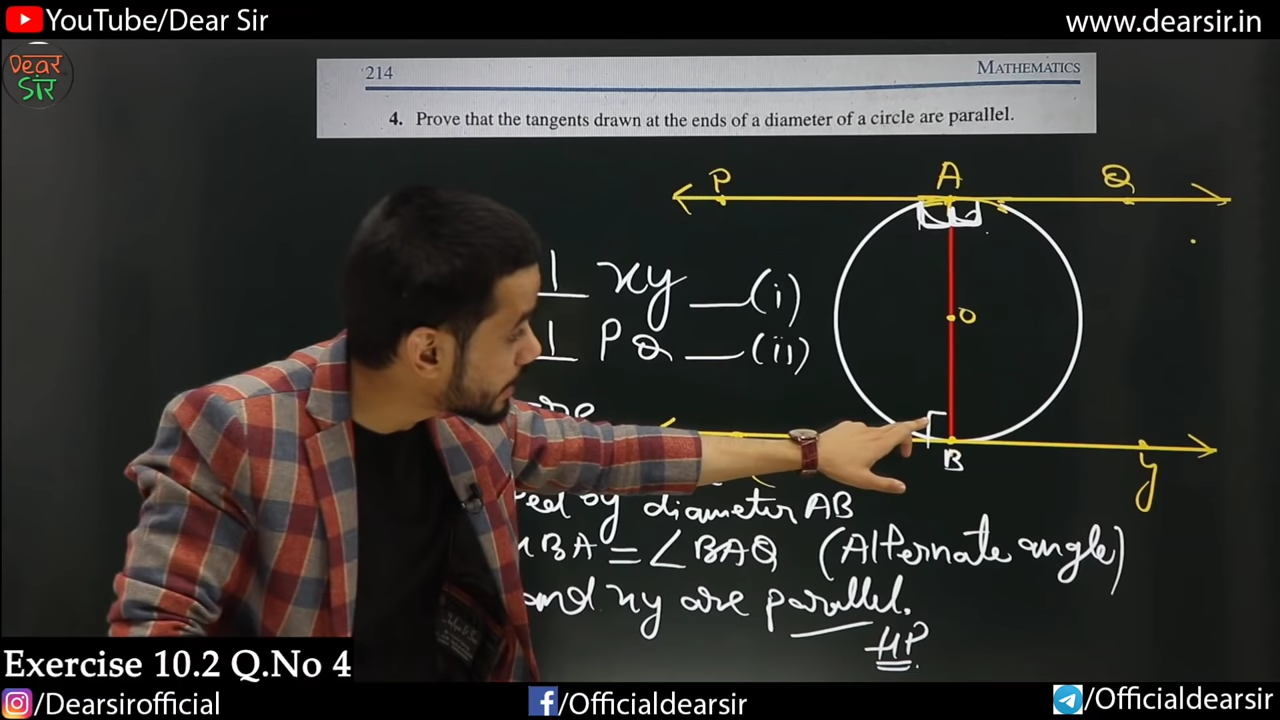 YouTube/Dear Sir
www.dearsir.in
Dear
सर
214
MATHEMATICS
4. Prove that the tangents drawn at the ends of a diameter of a circle are parallel.
P
A
Q
⊥ xy —(i)
O
⊥ PQ —(ii)
B
y
by diameter AB
BA = ∠BAQ (Alternate angle)
and xy are parallel.
HP.
Exercise 10.2 Q.No 4
/Dearsirofficial
/Officialdearsir
/Officialdearsir